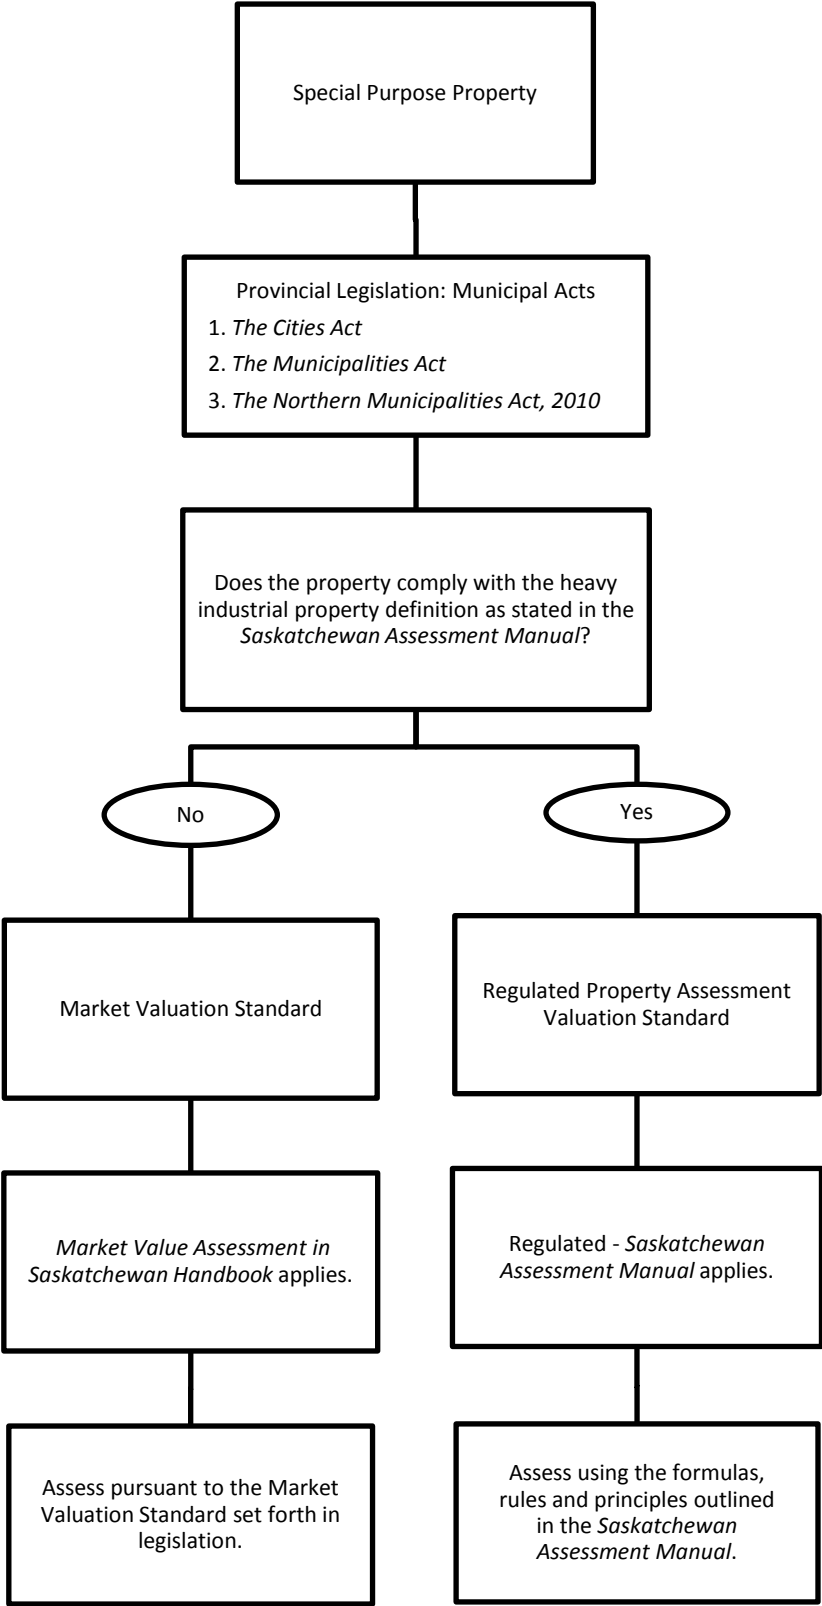 Special Purpose Property
Provincial Legislation: Municipal Acts
1. The Cities Act
2. The Municipalities Act
3. The Northern Municipalities Act, 2010
Does the property comply with the heavy
industrial property definition as stated in the
Saskatchewan Assessment Manual?
No
Yes
Market Valuation Standard
Regulated Property Assessment
Valuation Standard
Market Value Assessment in
Saskatchewan Handbook applies.
Regulated - Saskatchewan
Assessment Manual applies.
Assess pursuant to the Market
Valuation Standard set forth in
legislation.
Assess using the formulas,
rules and principles outlined
in the Saskatchewan
Assessment Manual.